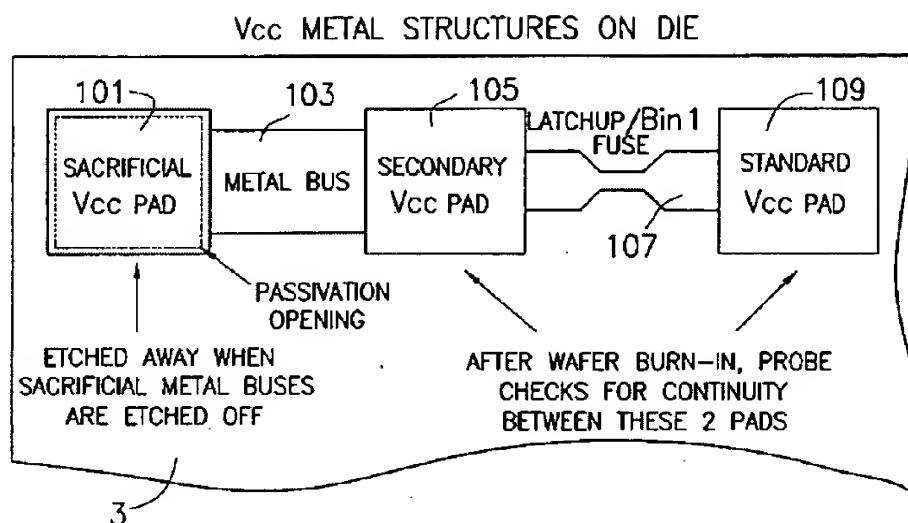 Vcc METAL STRUCTURES ON DIE
101
103
105
109
LATCHUP/Bin1
FUSE
SACRIFICIAL
Vcc PAD
METAL BUS
SECONDARY
Vcc PAD
STANDARD
Vcc PAD
107
PASSIVATION
OPENING
ETCHED AWAY WHEN
SACRIFICIAL METAL BUSES
ARE ETCHED OFF
AFTER WAFER BURN-IN, PROBE
CHECKS FOR CONTINUITY
BETWEEN THESE 2 PADS
3